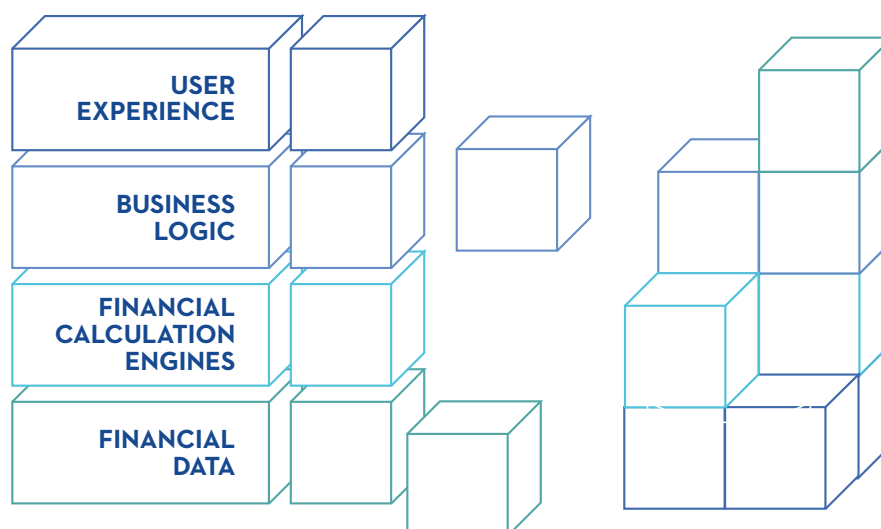 USER
EXPERIENCE
BUSINESS
LOGIC
FINANCIAL
CALCULATION
ENGINES
FINANCIAL
DATA